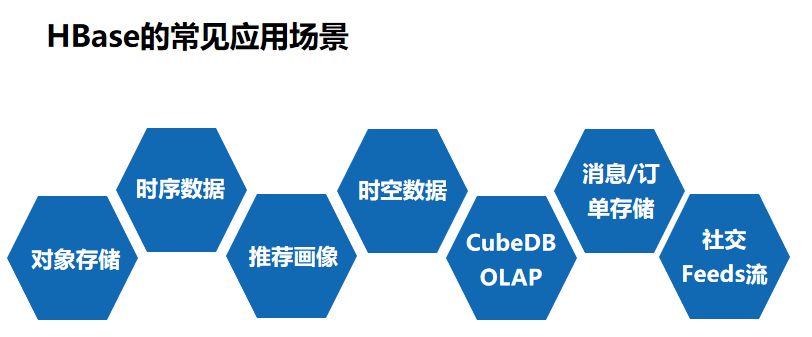 HBase的常见应用场景
对象存储
时序数据
推荐画像
时空数据
CubeDB
OLAP
消息/订
单存储
社交
Feeds流